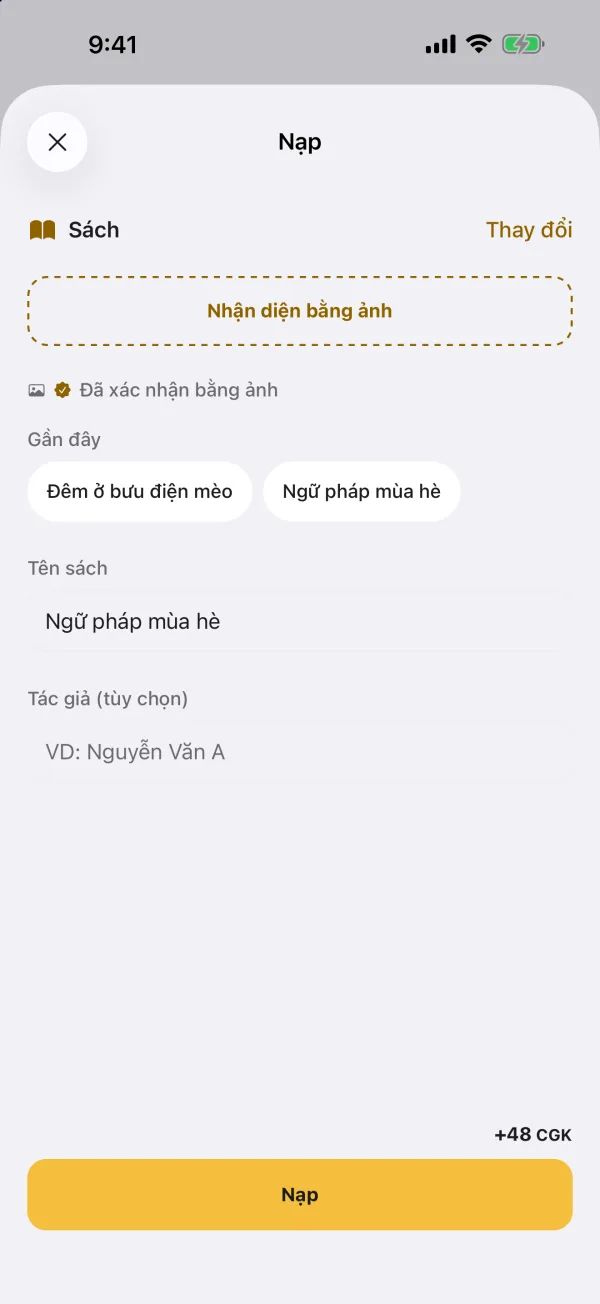 9:41
Nạp
Sách
Thay đổi
Nhận diện bằng ảnh
Đã xác nhận bằng ảnh
Gần đây
Đêm ở bưu điện mèo
Ngữ pháp mùa hè
Tên sách
Ngữ pháp mùa hè
Tác giả (tùy chọn)
VD: Nguyễn Văn A
+48 CGK
Nạp